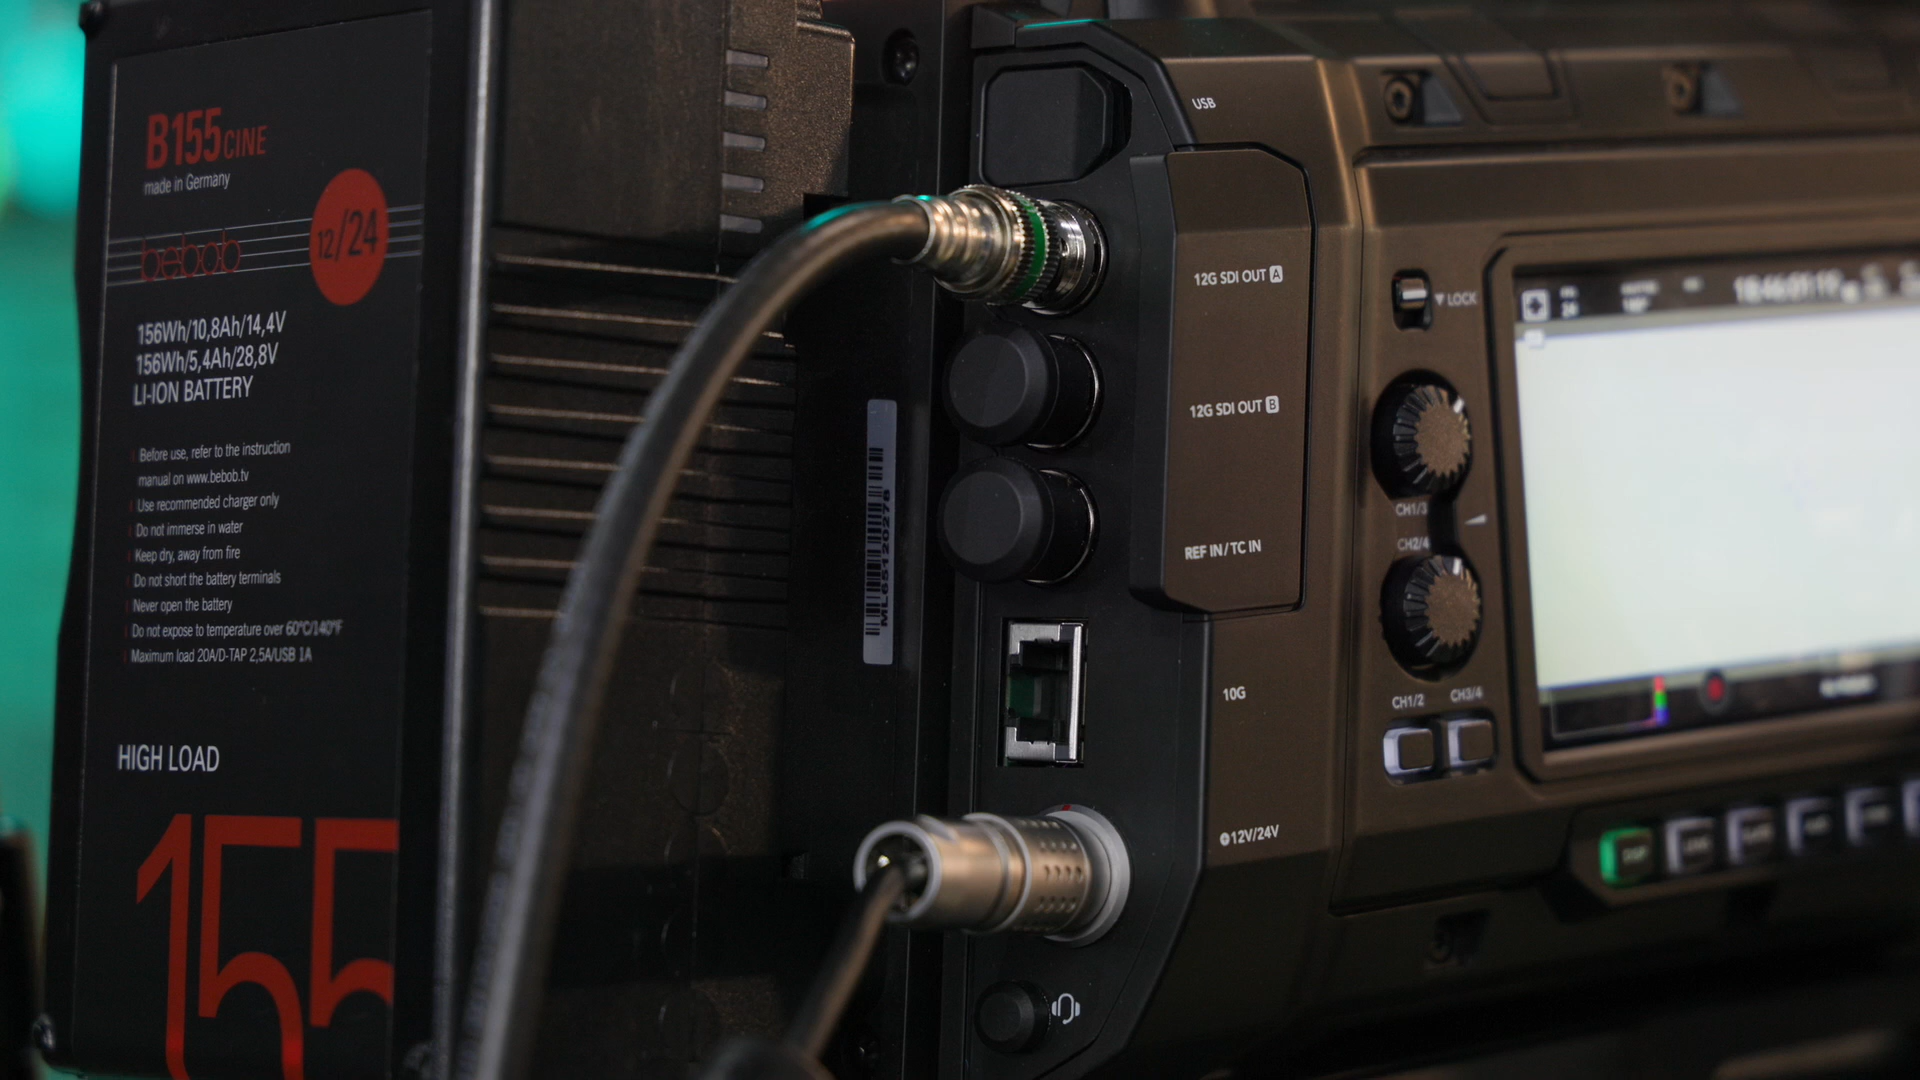 B155CINE
made in Germany
bebob
12/24
156Wh/10,8Ah/14,4V
156Wh/5,4Ah/28,8V
LI-ION BATTERY
Before use, refer to the instruction
manual on www.bebob.tv
Use recommended charger only
Do not immerse in water
Keep dry, away from fire
Do not short the battery terminals
Never open the battery
Do not expose to temperature over 60°C/140°F
Maximum load 20A/D-TAP 2,5A/USB 1A
HIGH LOAD
155
ML6512027B
USB
12G SDI OUT A
12G SDI OUT B
REF IN/TC IN
10G
12V/24V
LOCK
CH1/3
CH2/4
CH1/2
CH3/4
24